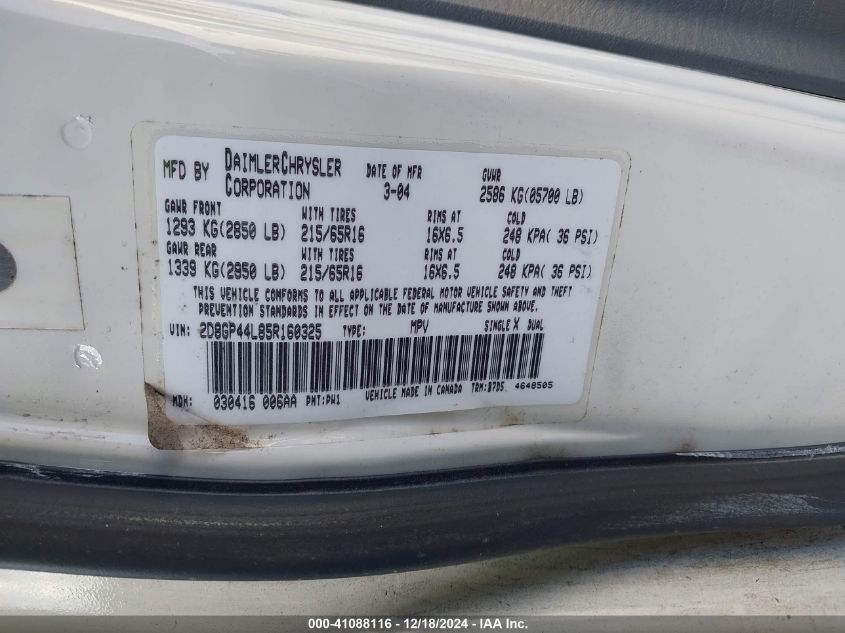 MFD BY DAIMLERCHRYSLER CORPORATION DATE OF MFR 3-04 GVWR 2586 KG(05700 LB)
GAWR FRONT WITH TIRES RIMS AT COLD
1293 KG(2850 LB) 215/65R16 16X6.5 248 KPA( 36 PSI)
GAWR REAR WITH TIRES RIMS AT COLD
1339 KG(2950 LB) 215/65R16 16X6.5 248 KPA( 36 PSI)
THIS VEHICLE CONFORMS TO ALL APPLICABLE FEDERAL MOTOR VEHICLE SAFETY AND THEFT
PREVENTION STANDARDS IN EFFECT ON THE DATE OF MANUFACTURE SHOWN ABOVE.
VIN: 2D8GP44L85R160325 TYPE: MPV SINGLE X DUAL
MDH: 030416 006AA PNT:PW1 VEHICLE MADE IN CANADA TRM:B7D5 4648505
000-41088116 - 12/18/2024 - IAA Inc.